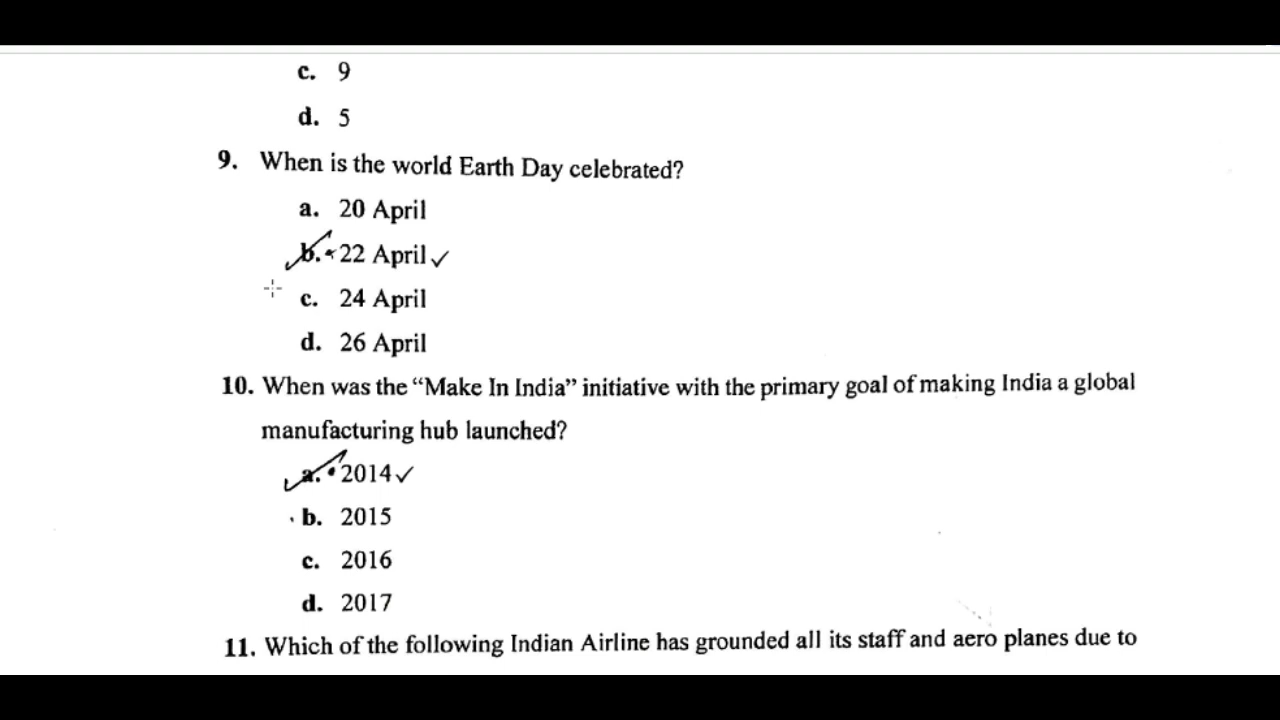 c. 9
d. 5
9. When is the world Earth Day celebrated?
a. 20 April
b. 22 April ✓
c. 24 April
d. 26 April
10. When was the “Make In India” initiative with the primary goal of making India a global
manufacturing hub launched?
a. 2014 ✓
b. 2015
c. 2016
d. 2017
11. Which of the following Indian Airline has grounded all its staff and aero planes due to